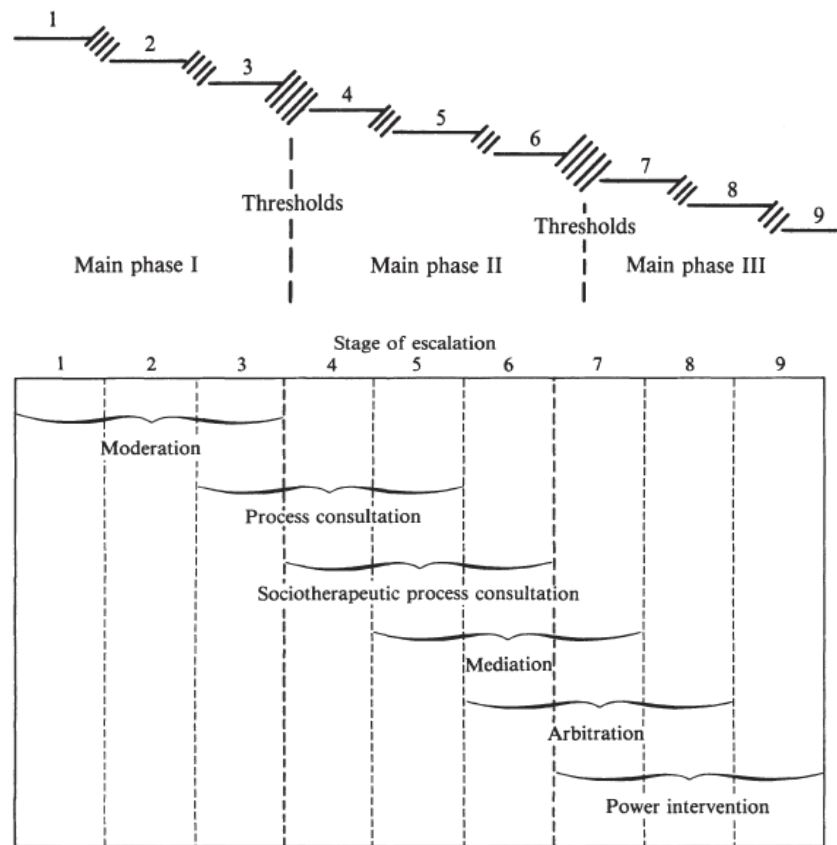 1
2
3
4
5
6
7
8
9
Thresholds
Thresholds
Main phase I
Main phase II
Main phase III
Stage of escalation
1 2 3 4 5 6 7 8 9
Moderation
Process consultation
Sociotherapeutic process consultation
Mediation
Arbitration
Power intervention